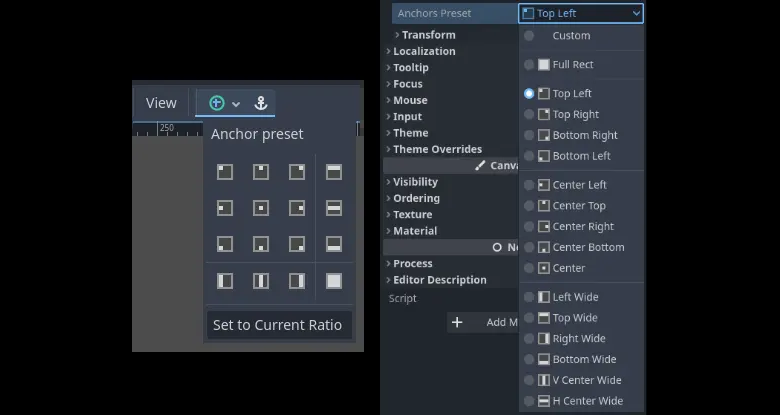 View
250
Anchor preset
Set to Current Ratio
Anchors Preset
Top Left
Transform
Localization
Tooltip
Focus
Mouse
Input
Theme
Theme Overrides
Canva
Visibility
Ordering
Texture
Material
Process
Editor Description
Script
Add M
Custom
Full Rect
Top Left
Top Right
Bottom Right
Bottom Left
Center Left
Center Top
Center Right
Center Bottom
Center
Left Wide
Top Wide
Right Wide
Bottom Wide
V Center Wide
H Center Wide